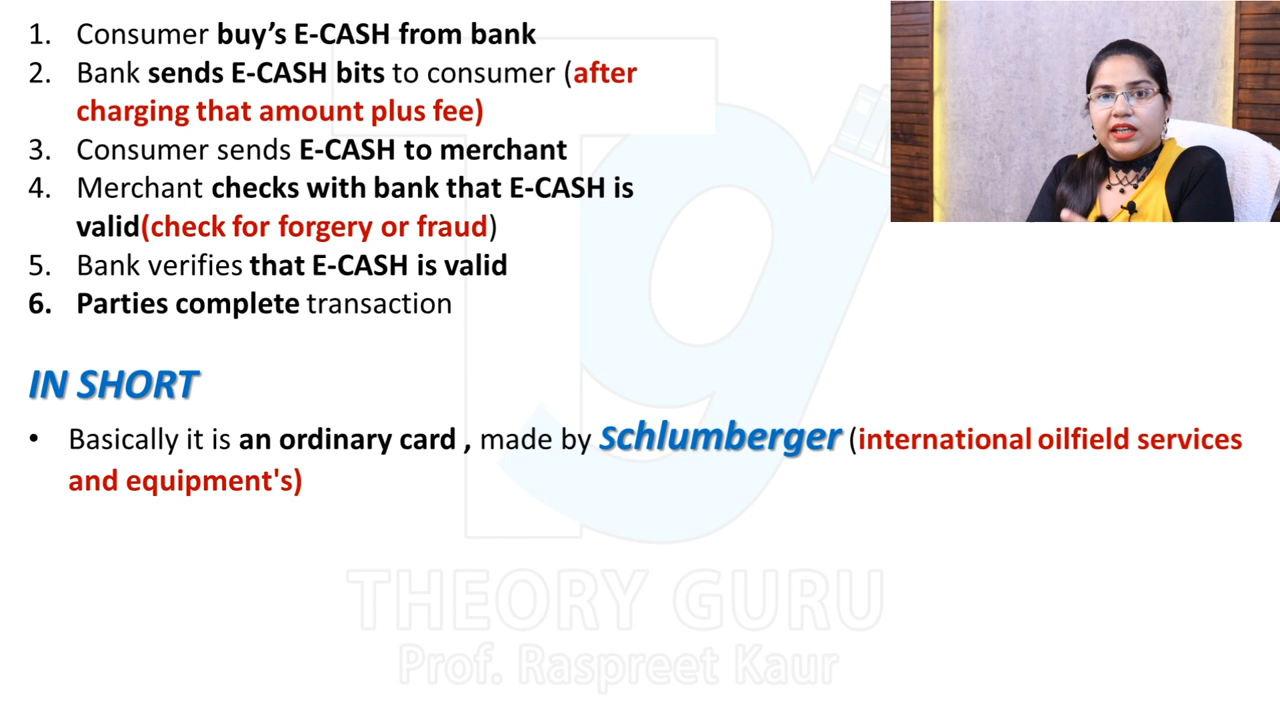 1. Consumer buy’s E-CASH from bank
2. Bank sends E-CASH bits to consumer (after
charging that amount plus fee)
3. Consumer sends E-CASH to merchant
4. Merchant checks with bank that E-CASH is
valid(check for forgery or fraud)
5. Bank verifies that E-CASH is valid
6. Parties complete transaction
IN SHORT
• Basically it is an ordinary card , made by Schlumberger (international oilfield services
and equipment's)
THEORY GURU
Prof. Raspreet Kaur